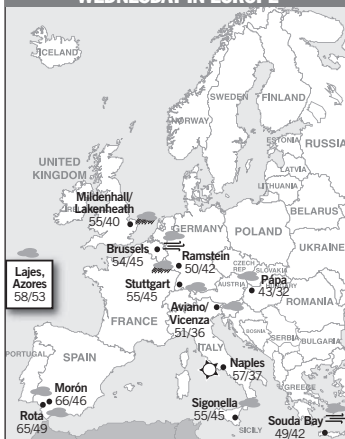 WEDNESDAY IN EUROPE
ICELAND
SWEDEN
FINLAND
NORWAY
ESTONIA
RUSSIA
LATVIA
LITHUANIA
UNITED
KINGDOM
Mildenhall/
Lakenheath
55/40
BELARUS
GERMANY
POLAND
Brussels
54/45
UKRAINE
Ramstein
50/42
Lajes,
Azores
58/53
CZECH
REP
SLOVAKIA
Stuttgart
55/45
AUSTRIA
Pápa
43/32
FRANCE
Aviano/
Vicenza
51/36
ROMANIA
BOSNIA
SERBIA
BULGARIA
ITALY
PORTUGAL
SPAIN
Morón
66/46
Naples
57/37
Rota
65/49
Sigonella
55/45
SICILY
GREECE
Souda Bay
49/42